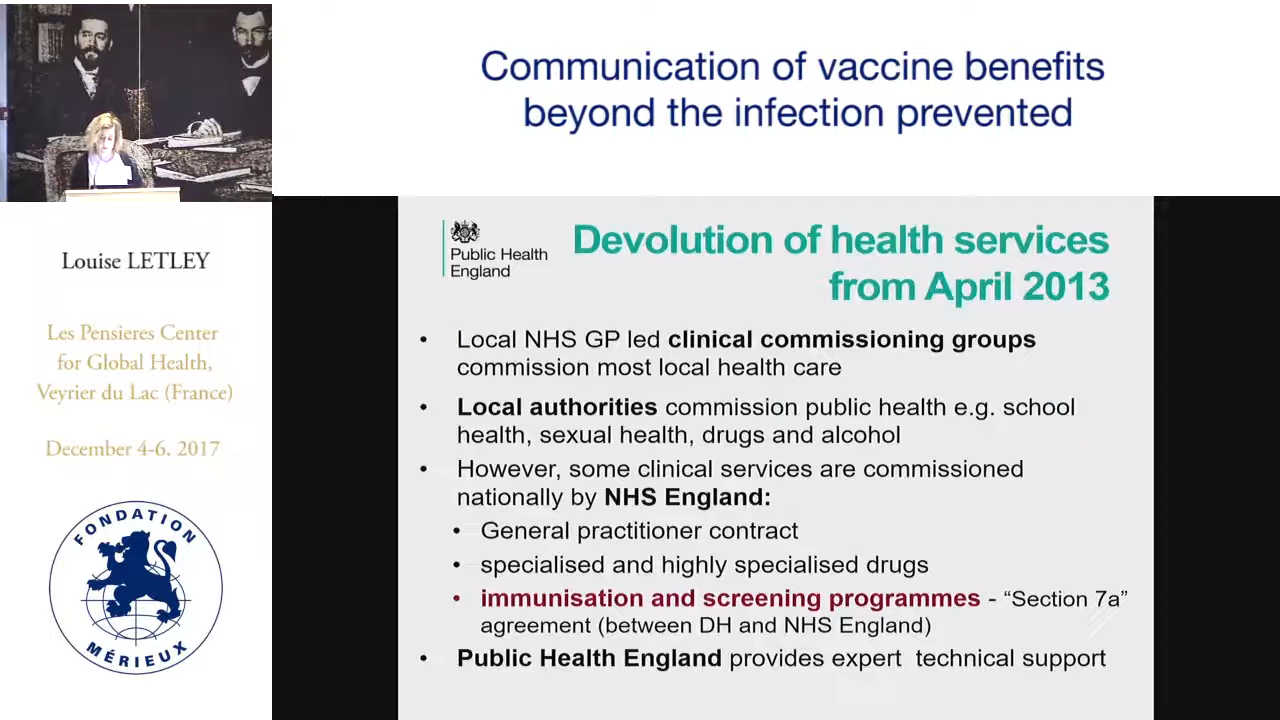 Communication of vaccine benefits
beyond the infection prevented
Louise LETLEY
Les Pensieres Center
for Global Health,
Veyrier du Lac (France)
December 4-6, 2017
FONDATION
MÉRIEUX
Public Health
England
Devolution of health services
from April 2013
• Local NHS GP led clinical commissioning groups
commission most local health care
• Local authorities commission public health e.g. school
health, sexual health, drugs and alcohol
• However, some clinical services are commissioned
nationally by NHS England:
• General practitioner contract
• specialised and highly specialised drugs
• immunisation and screening programmes - “Section 7a”
agreement (between DH and NHS England)
• Public Health England provides expert technical support